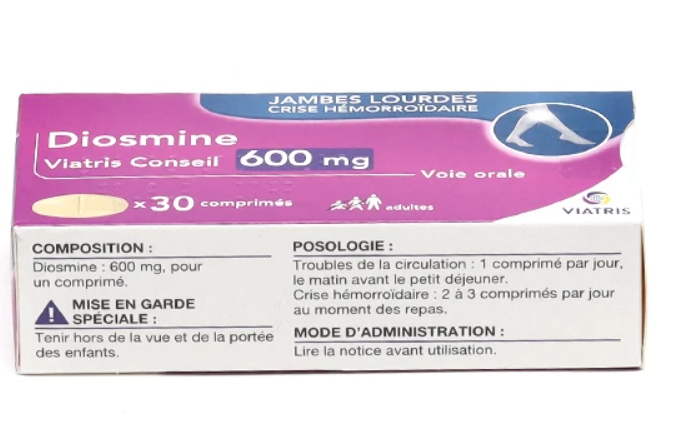 JAMBES LOURDES
CRISE HÉMORROÏDAIRE
Diosmine
Viatris Conseil 600 mg
Voie orale
x 30 comprimés
adultes
VIATRIS
COMPOSITION :
Diosmine : 600 mg, pour
un comprimé.
MISE EN GARDE
SPÉCIALE :
Tenir hors de la vue et de la portée
des enfants.
POSOLOGIE :
Troubles de la circulation : 1 comprimé par jour,
le matin avant le petit déjeuner.
Crise hémorroïdaire : 2 à 3 comprimés par jour
au moment des repas.
MODE D'ADMINISTRATION :
Lire la notice avant utilisation.